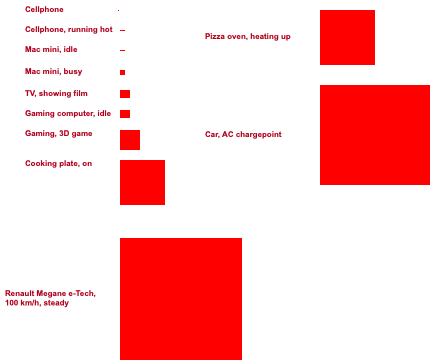 Cellphone
Cellphone, running hot
Mac mini, idle
Mac mini, busy
TV, showing film
Gaming computer, idle
Gaming, 3D game
Cooking plate, on
Pizza oven, heating up
Car, AC chargepoint
Renault Megane e-Tech,
100 km/h, steady